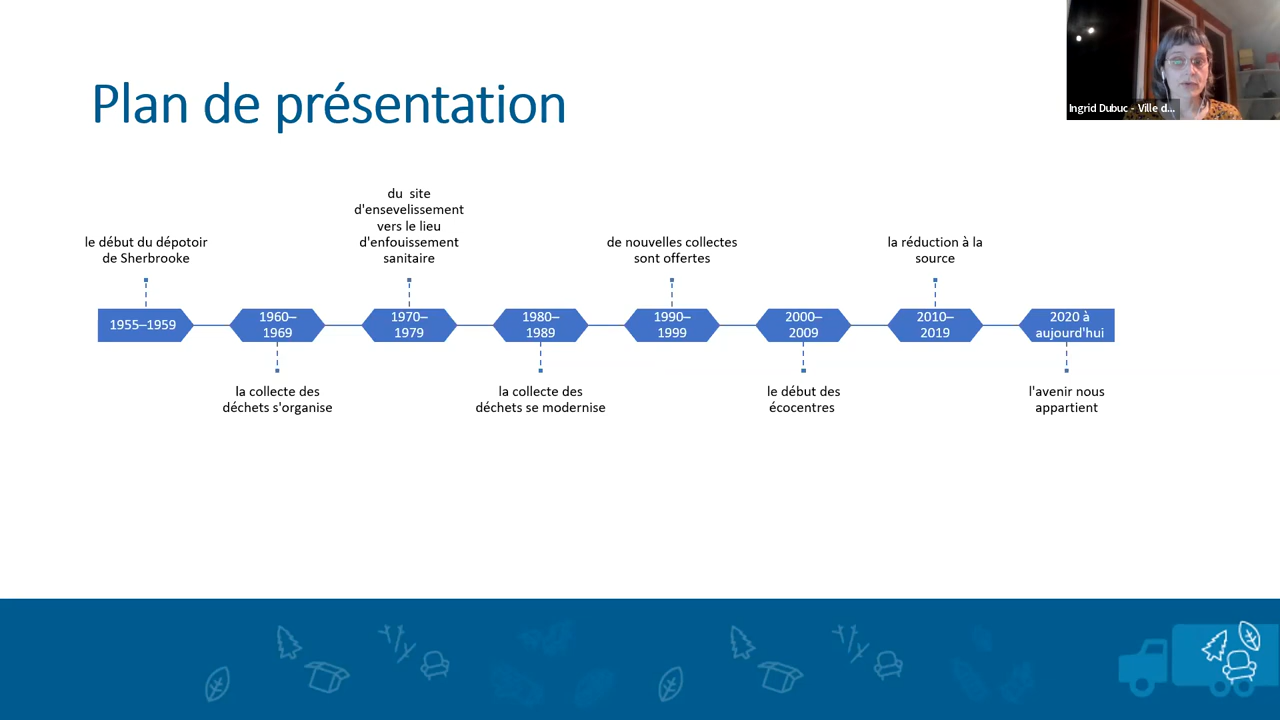 Plan de présentation
Ingrid Dubuc - Ville d...
du site
d'ensevelissement
vers le lieu
d'enfouissement
sanitaire
le début du dépotoir
de Sherbrooke
de nouvelles collectes
sont offertes
la réduction à la
source
1955–1959
1960–
1969
1970–
1979
1980–
1989
1990–
1999
2000–
2009
2010–
2019
2020 à
aujourd'hui
la collecte des
déchets s'organise
la collecte des
déchets se modernise
le début des
écocentres
l'avenir nous
appartient